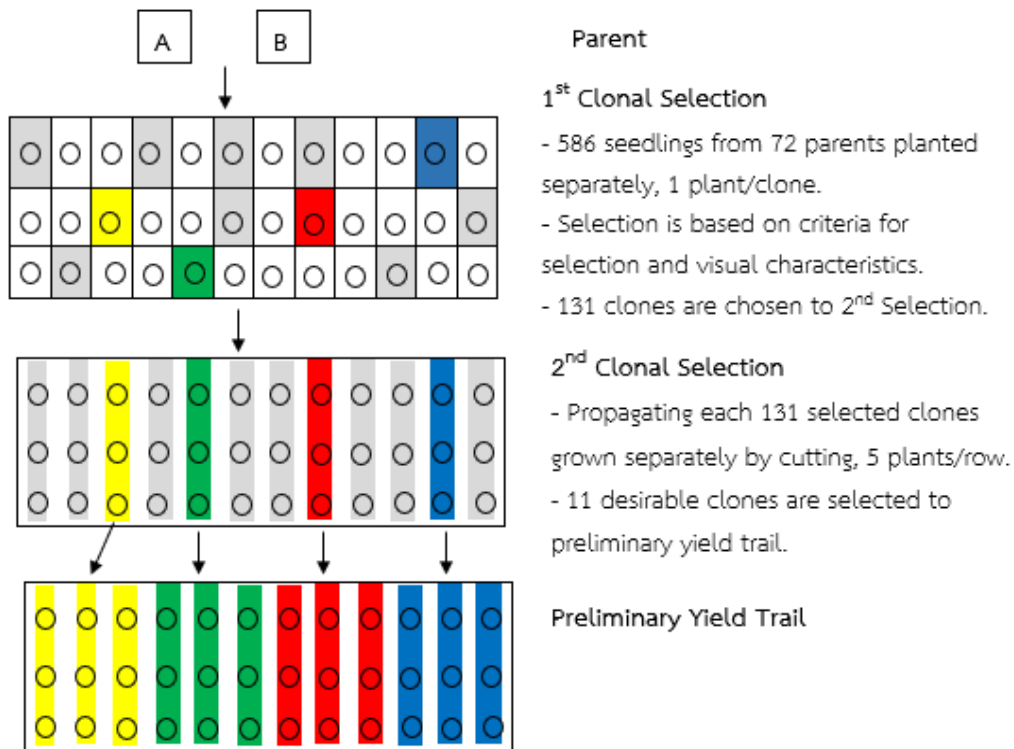 A B
Parent
1st Clonal Selection
- 586 seedlings from 72 parents planted
separately, 1 plant/clone.
- Selection is based on criteria for
selection and visual characteristics.
- 131 clones are chosen to 2nd Selection.
2nd Clonal Selection
- Propagating each 131 selected clones
grown separately by cutting, 5 plants/row.
- 11 desirable clones are selected to
preliminary yield trail.
Preliminary Yield Trail